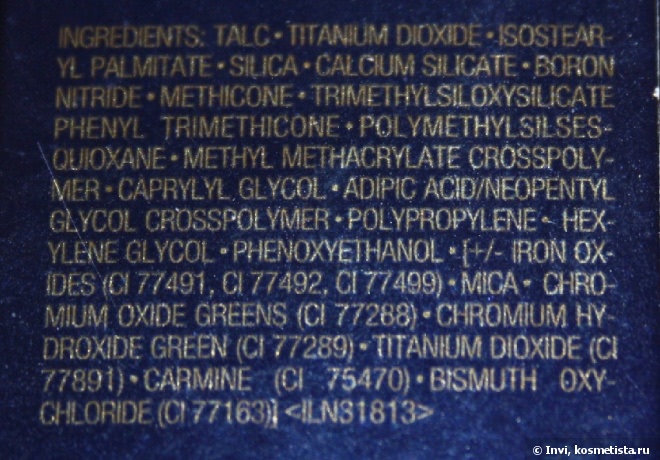 INGREDIENTS: TALC • TITANIUM DIOXIDE • ISOSTEAR-
YL PALMITATE • SILICA • CALCIUM SILICATE • BORON
NITRIDE • METHICONE • TRIMETHYLSILOXYSILICATE
PHENYL TRIMETHICONE • POLYMETHYLSILSES-
QUIOXANE • METHYL METHACRYLATE CROSSPOLY-
MER • CAPRYLYL GLYCOL • ADIPIC ACID/NEOPENTYL
GLYCOL CROSSPOLYMER • POLYPROPYLENE • HEX-
YLENE GLYCOL • PHENOXYETHANOL • [+/- IRON OX-
IDES (CI 77491, CI 77492, CI 77499) • MICA • CHRO-
MIUM OXIDE GREENS (CI 77288) • CHROMIUM HY-
DROXIDE GREEN (CI 77289) • TITANIUM DIOXIDE (CI
77891) • CARMINE (CI 75470) • BISMUTH OXY-
CHLORIDE (CI 77163)] <ILN31813>
© Invi, kosmetista.ru